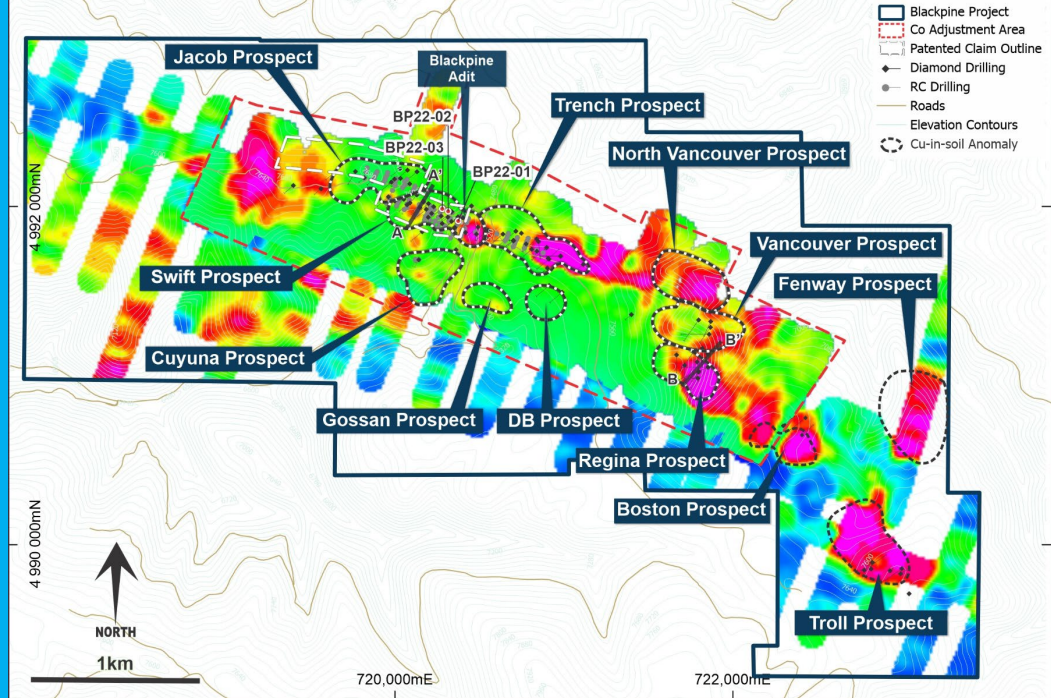 Blackpine Project
Co Adjustment Area
Patented Claim Outline
Diamond Drilling
RC Drilling
Roads
Elevation Contours
Cu-in-soil Anomaly
Jacob Prospect
Blackpine
Adit
BP22-02
Trench Prospect
BP22-03
North Vancouver Prospect
A'
BP22-01
4 992 000mN
A
Vancouver Prospect
Swift Prospect
Fenway Prospect
B'
Cuyuna Prospect
B
Gossan Prospect
DB Prospect
Regina Prospect
Boston Prospect
4 990 000mN
7600
7640
Troll Prospect
NORTH
1km
720,000mE
722,000mE